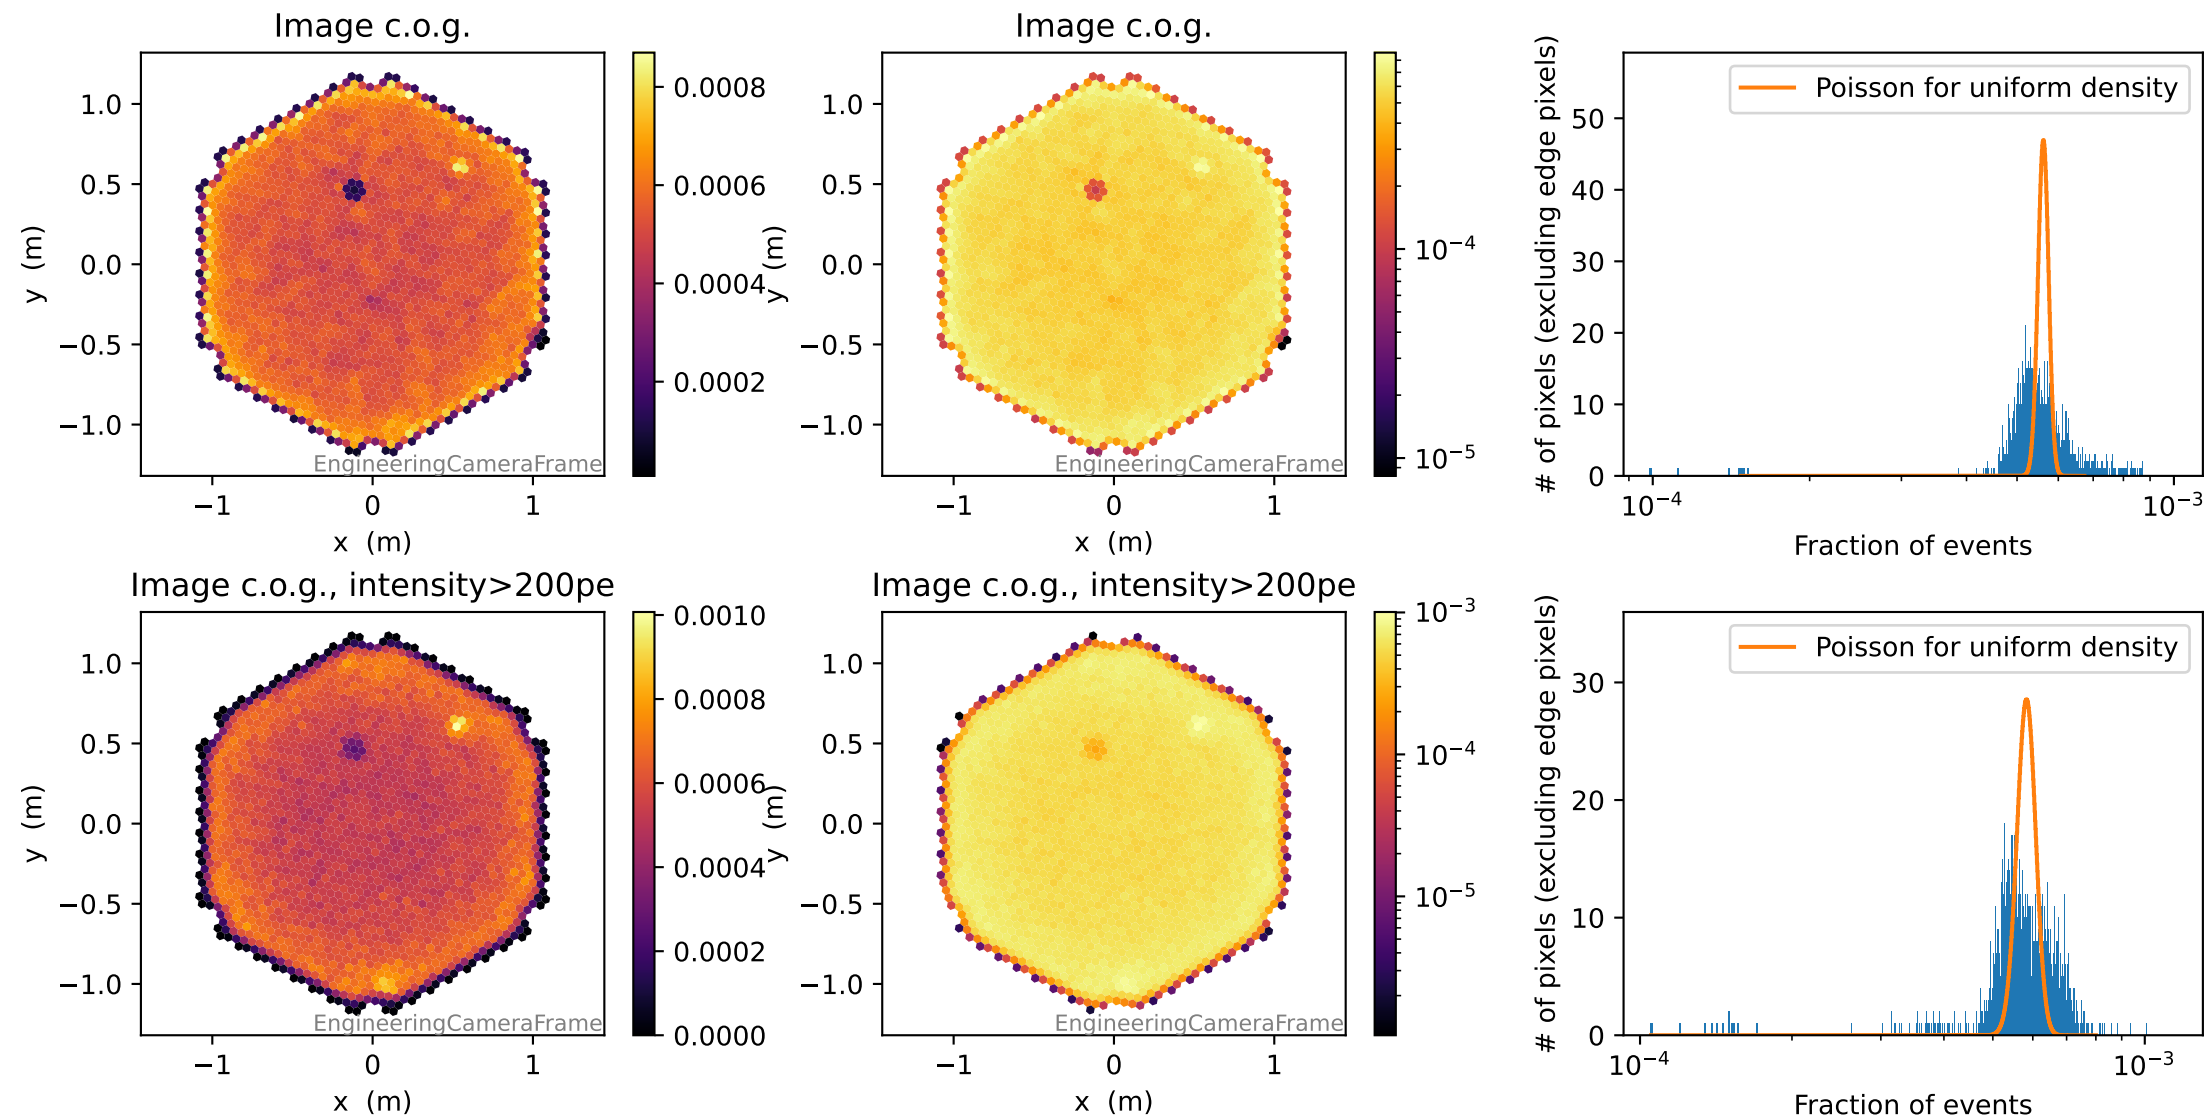 Image c.o.g.
1.0
0.5
0.0
−0.5
−1.0
y (m)
EngineeringCameraFrame
−1
0
1
x (m)
0.0008
0.0006
0.0004
0.0002
Image c.o.g.
1.0
0.5
0.0
−0.5
−1.0
y (m)
EngineeringCameraFrame
−1
0
1
x (m)
10⁻⁴
10⁻⁵
# of pixels (excluding edge pixels)
50
40
30
20
10
0
Poisson for uniform density
10⁻⁴
10⁻³
Fraction of events
Image c.o.g., intensity>200pe
1.0
0.5
0.0
−0.5
−1.0
y (m)
EngineeringCameraFrame
−1
0
1
x (m)
0.0010
0.0008
0.0006
0.0004
0.0002
0.0000
Image c.o.g., intensity>200pe
1.0
0.5
0.0
−0.5
−1.0
y (m)
EngineeringCameraFrame
−1
0
1
x (m)
10⁻³
10⁻⁴
10⁻⁵
# of pixels (excluding edge pixels)
30
20
10
0
Poisson for uniform density
10⁻⁴
10⁻³
Fraction of events